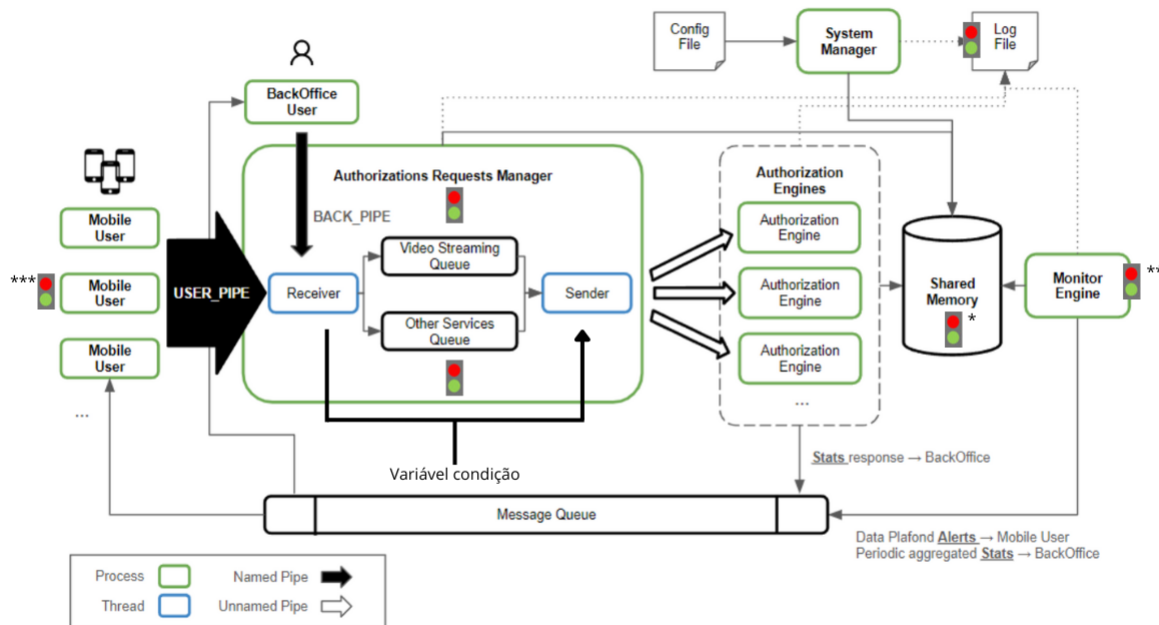 Config
File
System
Manager
Log
File
BackOffice
User
Authorizations Requests Manager
BACK_PIPE
Authorization
Engines
Mobile
User
***
Mobile
User
Mobile
User
...
USER_PIPE
Receiver
Video Streaming
Queue
Other Services
Queue
Sender
Authorization
Engine
Authorization
Engine
Authorization
Engine
...
Shared
Memory
*
Monitor
Engine
**
Variável condição
Stats response → BackOffice
Message Queue
Data Plafond Alerts → Mobile User
Periodic aggregated Stats → BackOffice
Process
Named Pipe
Thread
Unnamed Pipe